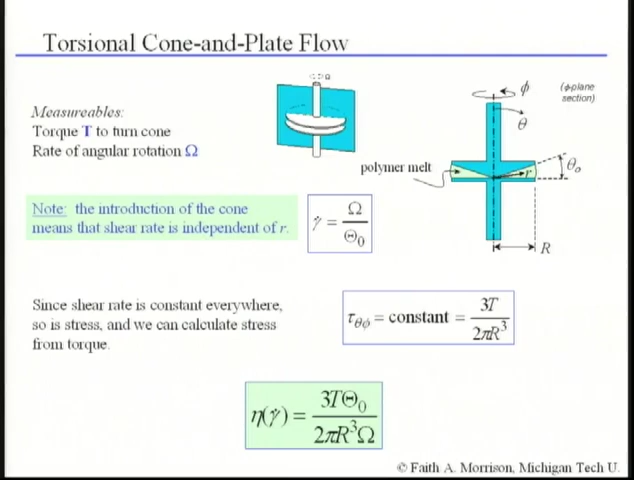 Torsional Cone-and-Plate Flow
Measureables:
Torque T to turn cone
Rate of angular rotation Ω
Note: the introduction of the cone
means that shear rate is independent of r.
γ̇ = Ω / Θ₀
Ω
polymer melt
ϕ
(ϕ-plane
section)
θ
θₒ
r
R
Since shear rate is constant everywhere,
so is stress, and we can calculate stress
from torque.
τθϕ = constant = 3T / 2πR³
η(γ̇) = 3TΘ₀ / 2πR³Ω
© Faith A. Morrison, Michigan Tech U.